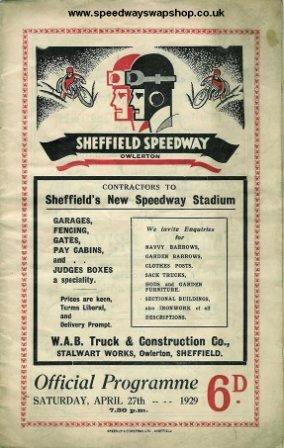 www.speedwayswapshop.co.uk
SHEFFIELD SPEEDWAY
OWLERTON
CONTRACTORS TO
Sheffield's New Speedway Stadium
GARAGES,
FENCING,
GATES,
PAY CABINS,
and . .
JUDGES BOXES
a speciality.
Prices are keen,
Terms Liberal,
and
Delivery Prompt.
We invite Enquiries
for
NAVVY BARROWS,
GARDEN BARROWS,
CLOTHES POSTS,
SACK TRUCKS,
RODS and GARDEN
FURNITURE.
SECTIONAL BUILDINGS,
also IRONWORK of all
DESCRIPTIONS.
W.A.B. Truck & Construction Co.,
STALWART WORKS, Owlerton, SHEFFIELD.
Official Programme 6D.
SATURDAY, APRIL 27th -- -- 1929
7.30 p.m.